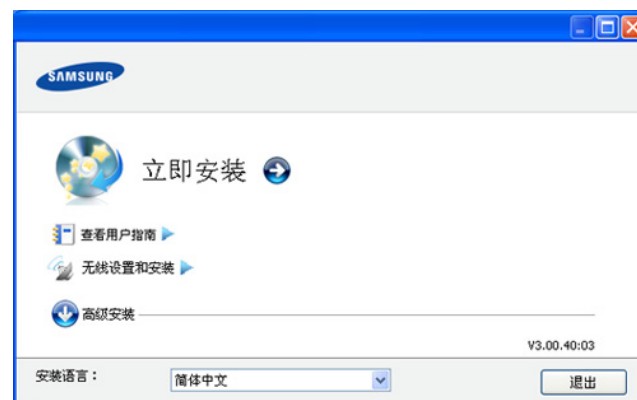 SAMSUNG
立即安装
查看用户指南
无线设置和安装
高级安装
V3.00.40:03
安装语言： 简体中文 退出